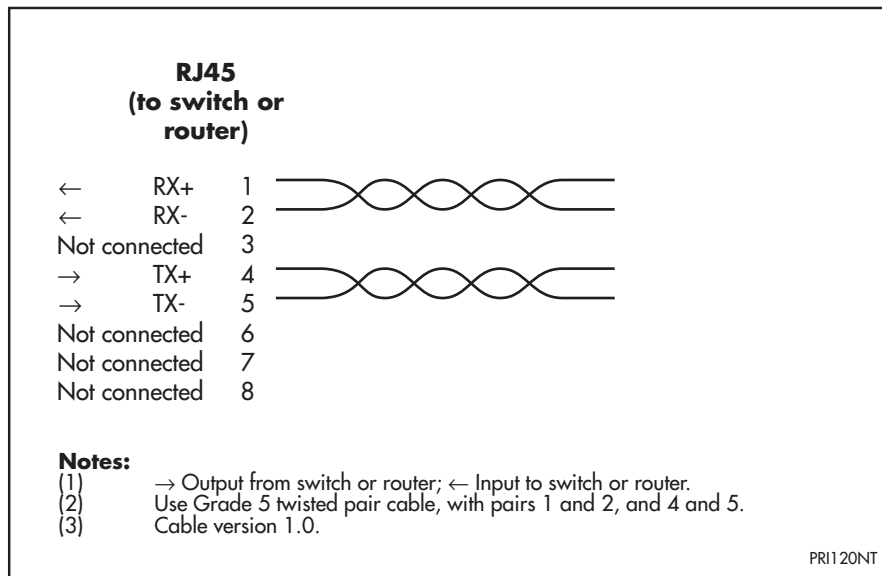 RJ45
(to switch or
router)
← RX+ 1
← RX- 2
Not connected 3
→ TX+ 4
→ TX- 5
Not connected 6
Not connected 7
Not connected 8
Notes:
(1) → Output from switch or router; ← Input to switch or router.
(2) Use Grade 5 twisted pair cable, with pairs 1 and 2, and 4 and 5.
(3) Cable version 1.0.
PRI120NT